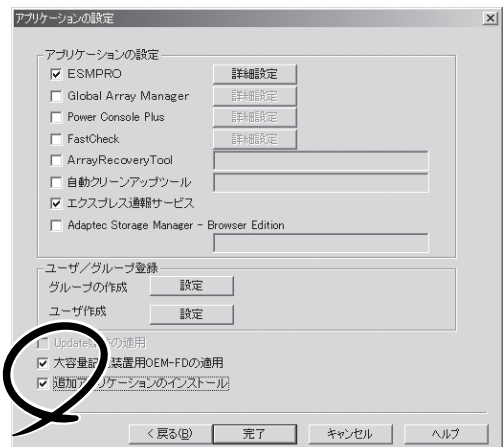 アプリケーションの設定
アプリケーションの設定
ESMPRO 詳細設定
Global Array Manager 詳細設定
Power Console Plus 詳細設定
FastCheck 詳細設定
ArrayRecoveryTool
自動クリーンアップツール
エクスプレス通報サービス
Adaptec Storage Manager - Browser Edition
ユーザ/グループ登録
グループの作成 設定
ユーザ作成 設定
Update の適用
大容量記憶装置用OEM-FDの適用
追加アプリケーションのインストール
< 戻る(B) 完了 キャンセル ヘルプ